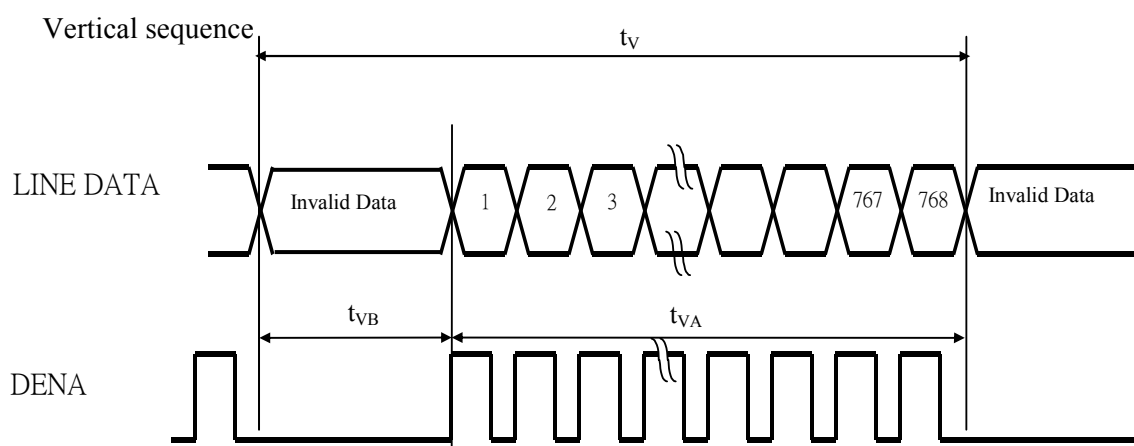 Vertical sequence
tV
LINE DATA
Invalid Data
1
2
3
767
768
Invalid Data
tVB
tVA
DENA